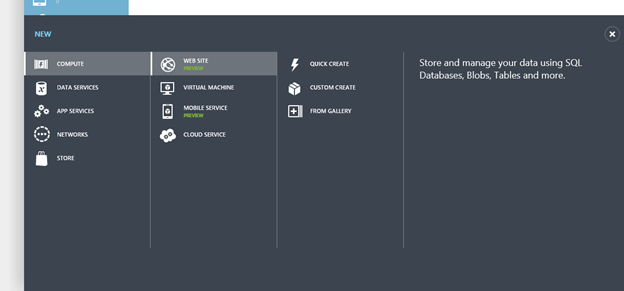 NEW
COMPUTE
DATA SERVICES
APP SERVICES
NETWORKS
STORE
WEB SITE
PREVIEW
VIRTUAL MACHINE
MOBILE SERVICE
PREVIEW
CLOUD SERVICE
QUICK CREATE
CUSTOM CREATE
FROM GALLERY
Store and manage your data using SQL
Databases, Blobs, Tables and more.